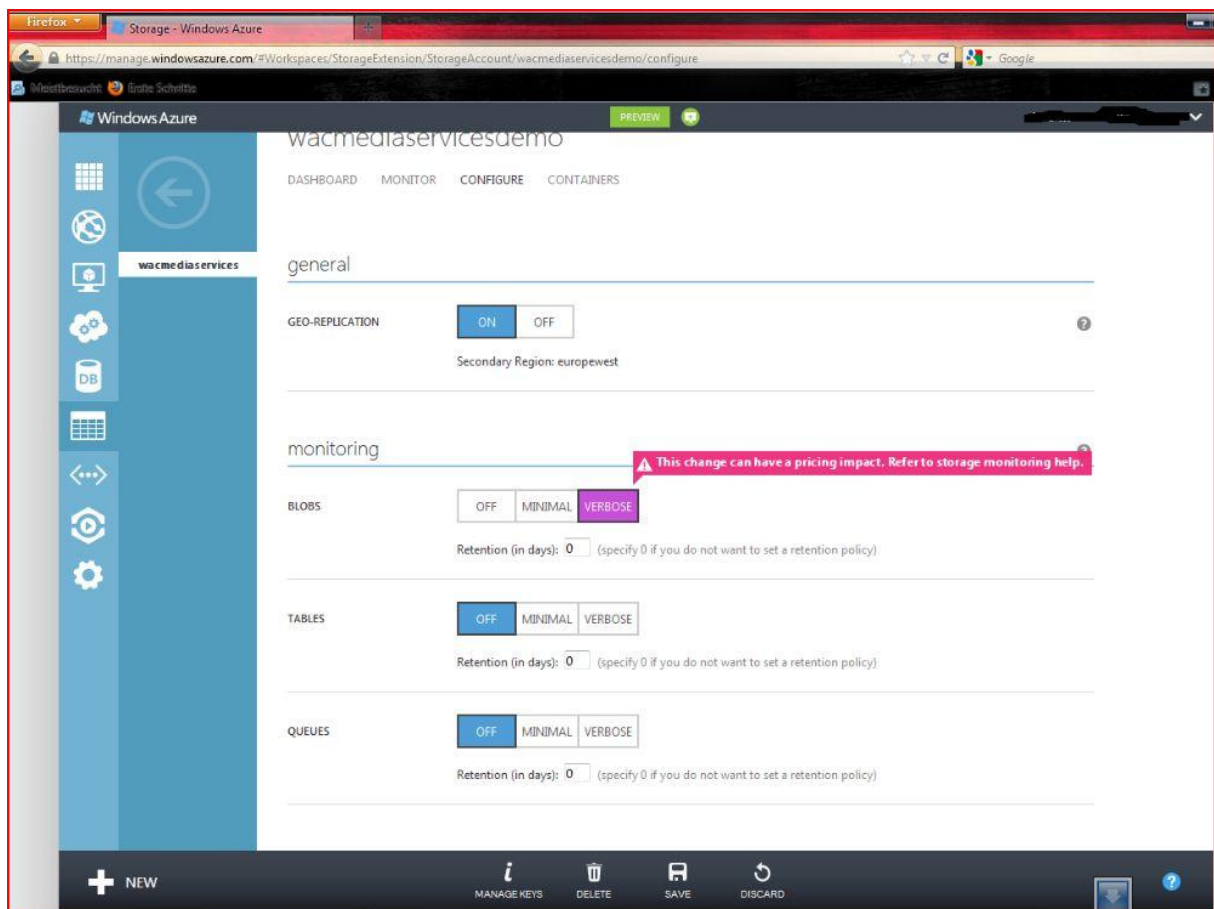 Firefox
Storage - Windows Azure
https://manage.windowsazure.com/#Workspaces/StorageExtension/StorageAccount/wacmediaservicesdemo/configure
Google
Meistbesucht Erste Schritte
Windows Azure
PREVIEW
wacmediaservicesdemo
DASHBOARD MONITOR CONFIGURE CONTAINERS
wacmediaservices
general
GEO-REPLICATION ON OFF
Secondary Region: europewest
DB
monitoring
This change can have a pricing impact. Refer to storage monitoring help.
BLOBS OFF MINIMAL VERBOSE
Retention (in days): 0 (specify 0 if you do not want to set a retention policy)
TABLES OFF MINIMAL VERBOSE
Retention (in days): 0 (specify 0 if you do not want to set a retention policy)
QUEUES OFF MINIMAL VERBOSE
Retention (in days): 0 (specify 0 if you do not want to set a retention policy)
NEW
MANAGE KEYS DELETE SAVE DISCARD